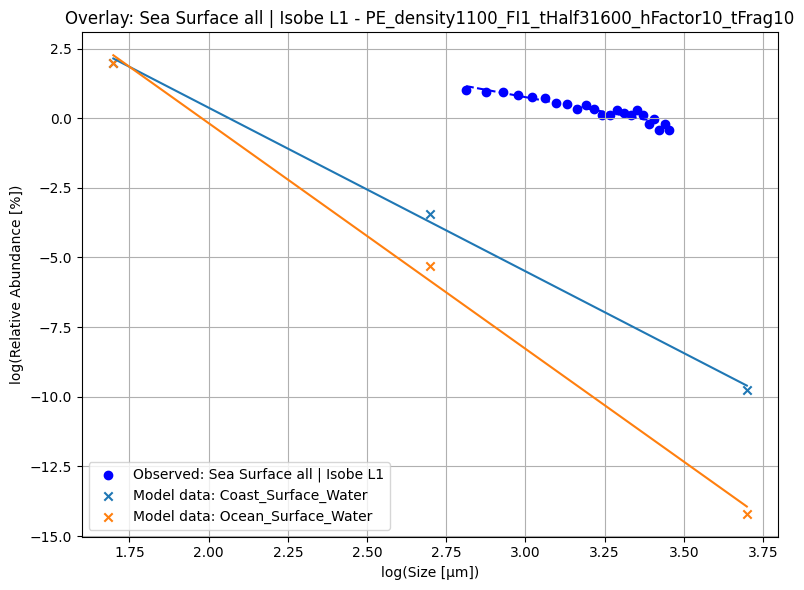 Overlay: Sea Surface all | Isobe L1 - PE_density1100_FI1_tHalf31600_hFactor10_tFrag10
log(Relative Abundance [%])
2.5
0.0
−2.5
−5.0
−7.5
−10.0
−12.5
−15.0
Observed: Sea Surface all | Isobe L1
Model data: Coast_Surface_Water
Model data: Ocean_Surface_Water
1.75 2.00 2.25 2.50 2.75 3.00 3.25 3.50 3.75
log(Size [μm])